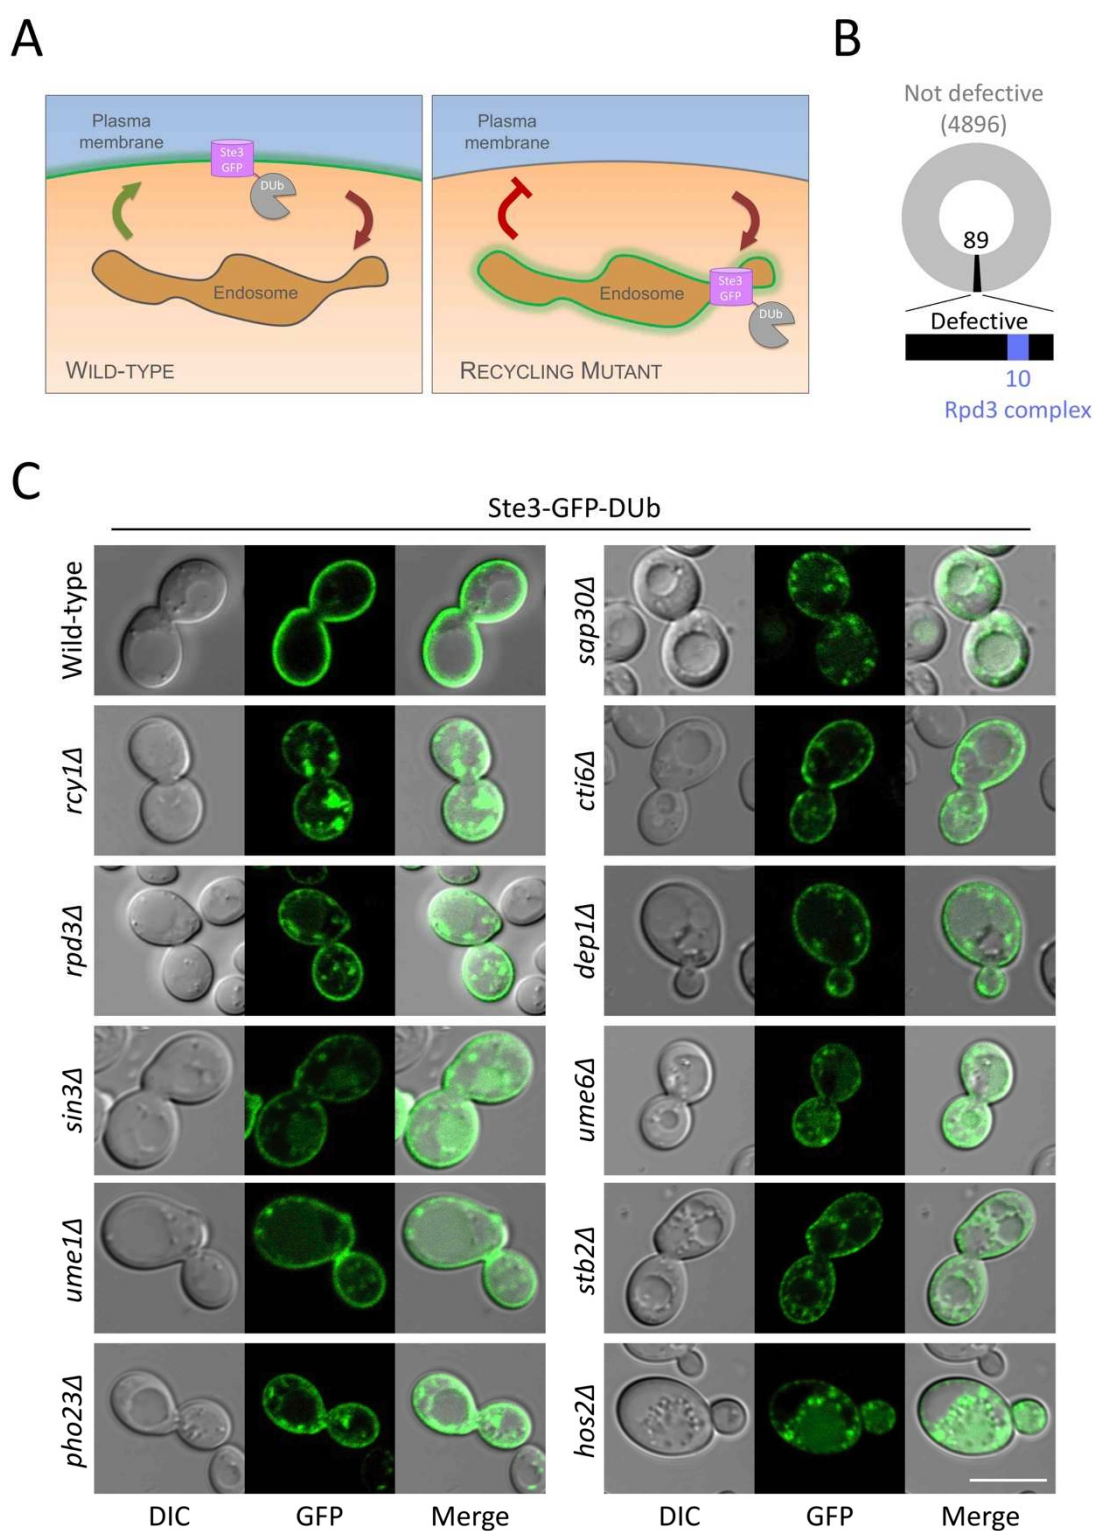 A
Plasma
membrane
Ste3
GFP
DUb
Endosome
WILD-TYPE
Plasma
membrane
Endosome
Ste3
GFP
DUb
RECYCLING MUTANT
B
Not defective
(4896)
89
Defective
10
Rpd3 complex
C
Ste3-GFP-DUb
Wild-type
rcy1Δ
rpd3Δ
sin3Δ
ume1Δ
pho23Δ
DIC GFP Merge
sap30Δ
cti6Δ
dep1Δ
ume6Δ
stb2Δ
hos2Δ
DIC GFP Merge